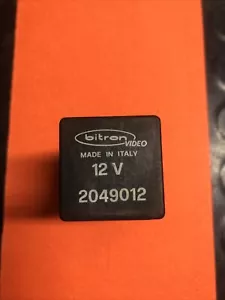 bitron
VIDEO
MADE IN ITALY
12 V
2049012